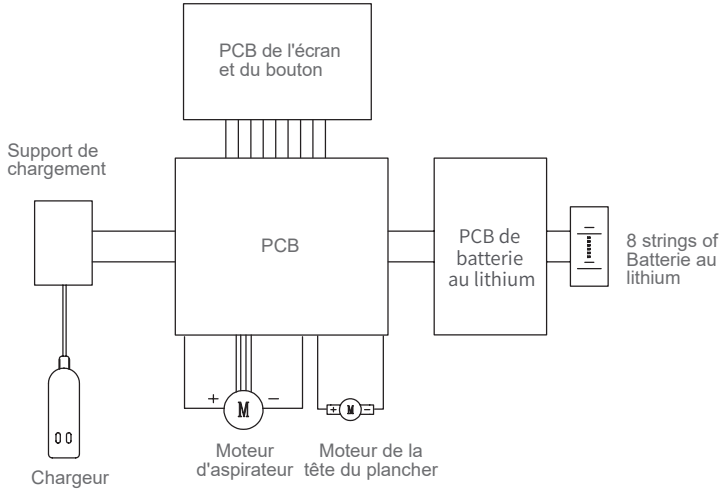 PCB de l'écran
et du bouton
Support de
chargement
PCB
PCB de
batterie
au lithium
8 strings of
Batterie au
lithium
+ M −
+ M −
Moteur
d'aspirateur
Moteur de la
tête du plancher
Chargeur